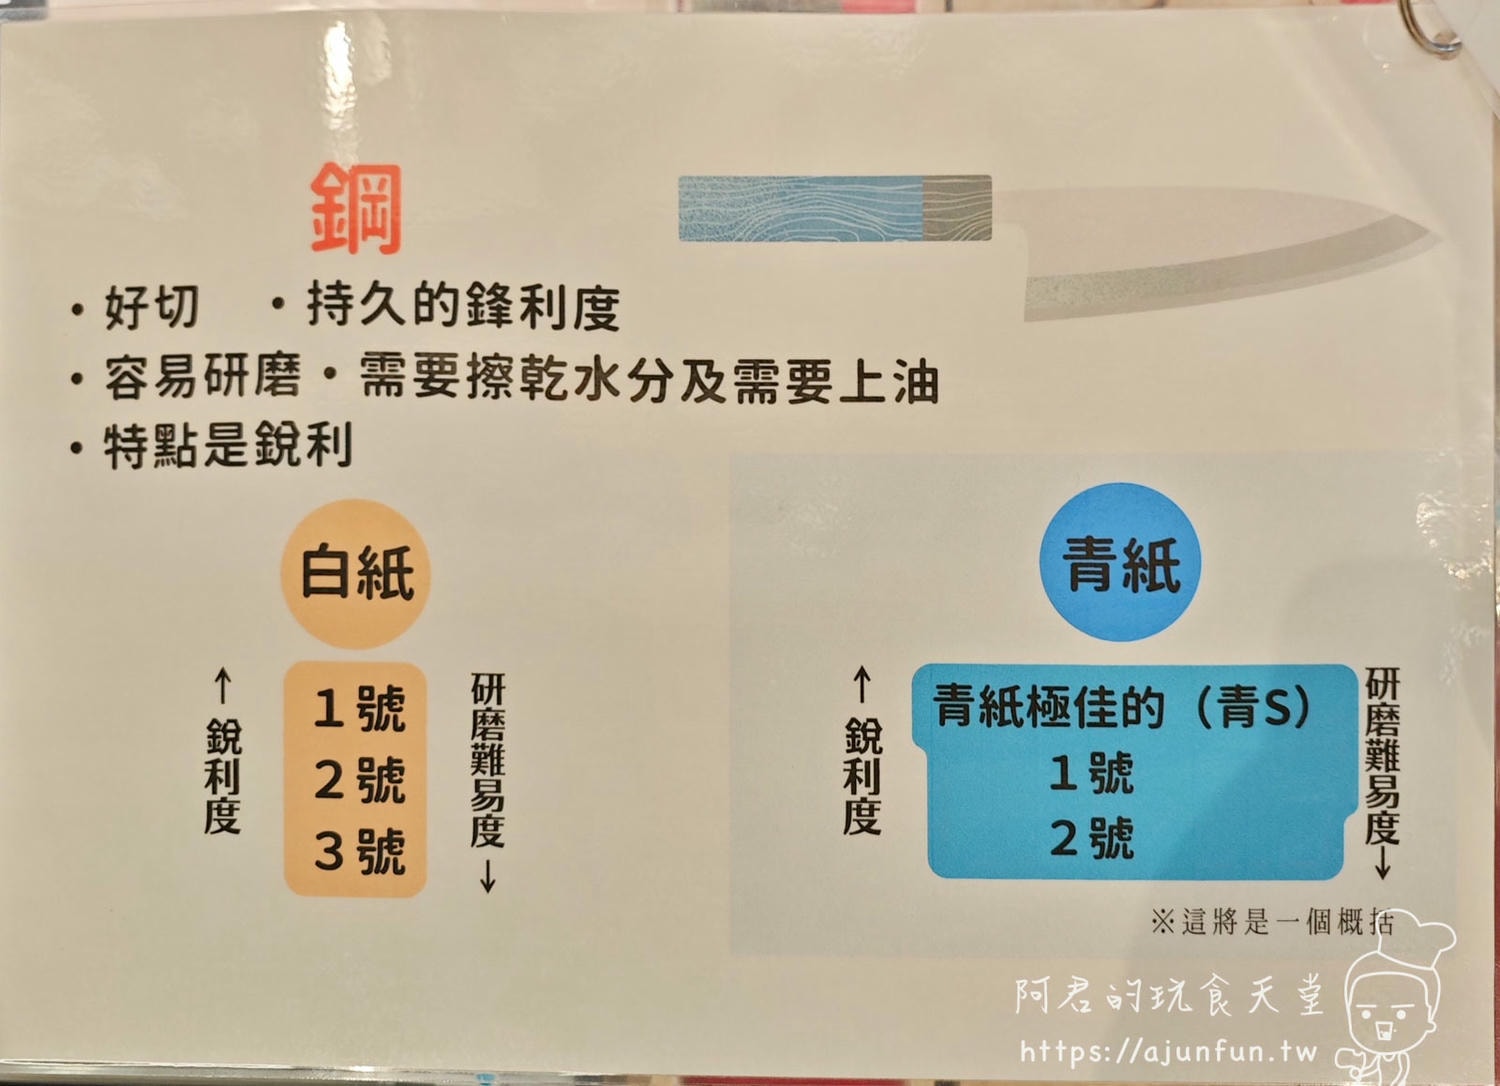 鋼
・好切　・持久的鋒利度
・容易研磨・需要擦乾水分及需要上油
・特點是銳利
白紙
↑銳利度
1號
2號
3號
研磨難易度↓
青紙
↑銳利度
青紙極佳的（青S）
1號
2號
研磨難易度↓
※這將是一個概括
阿君的玩食天堂
https://ajunfun.tw